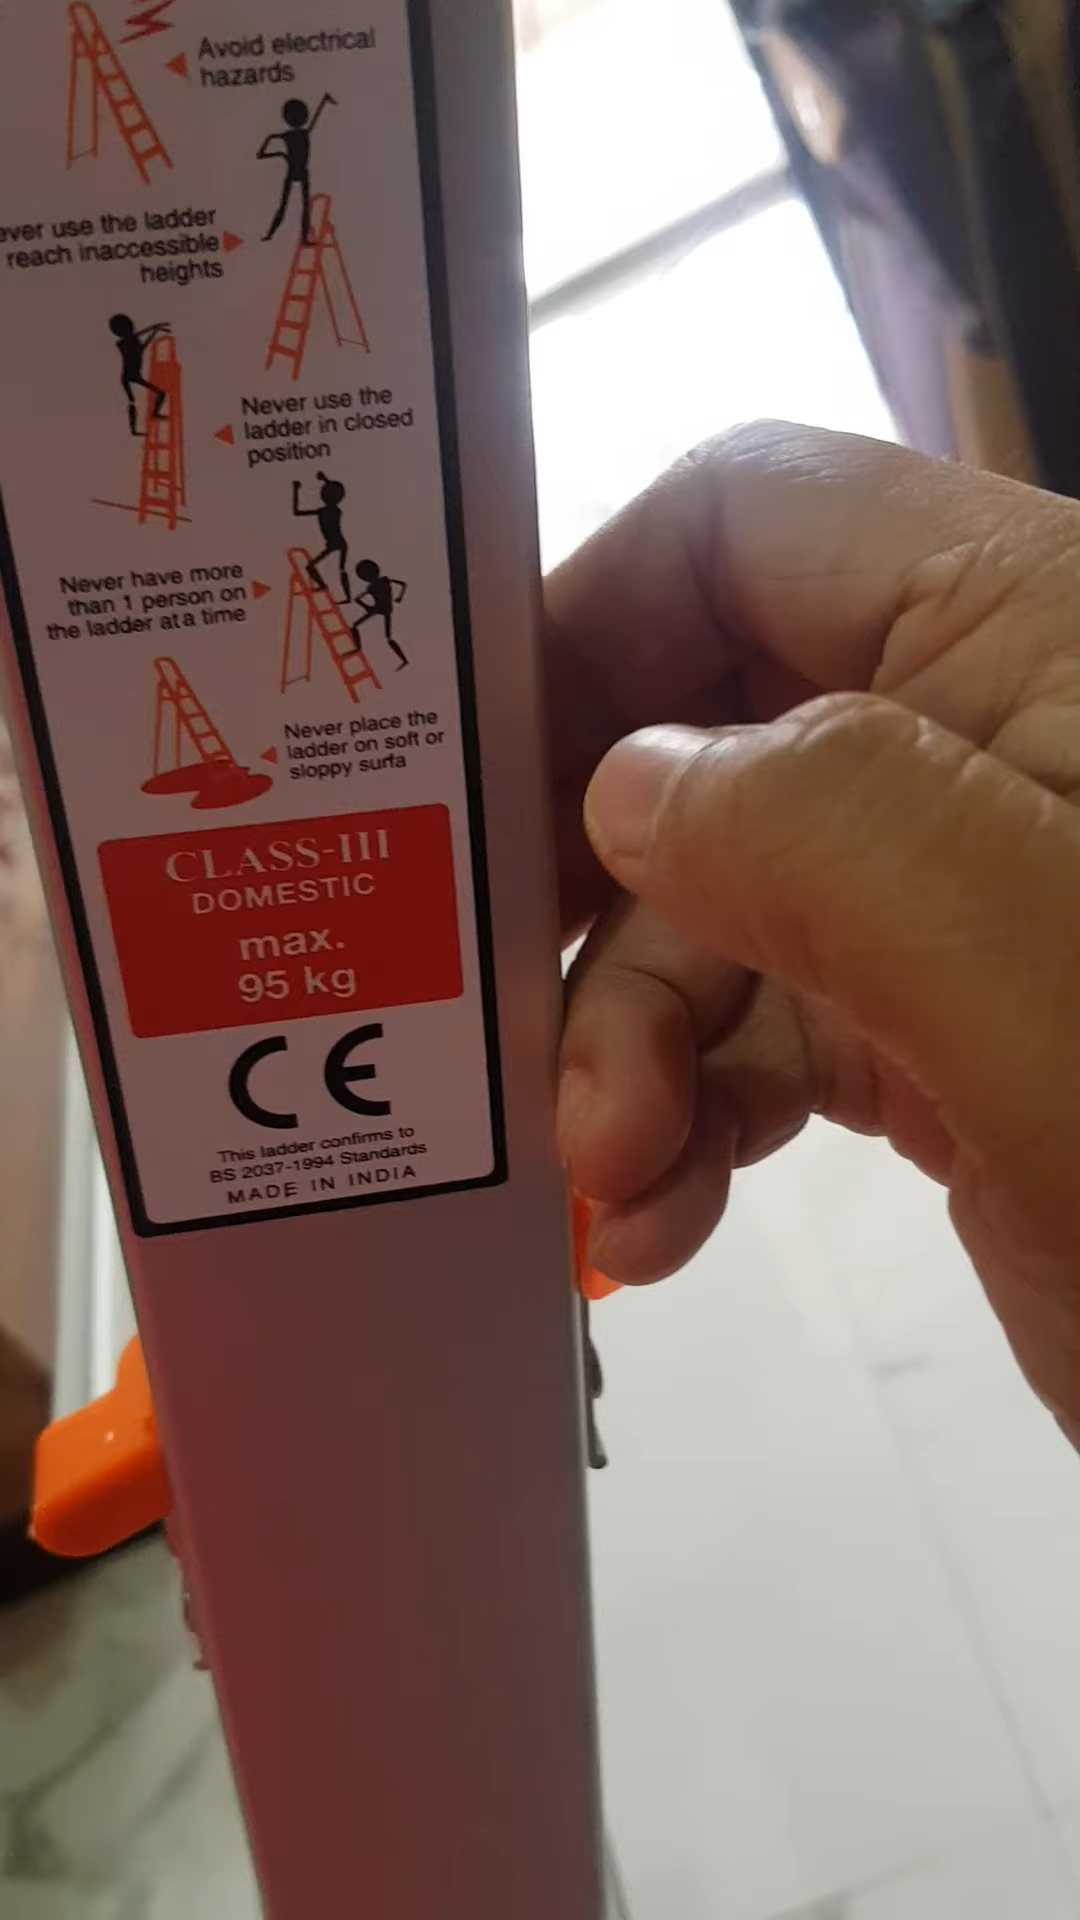 Avoid electrical
hazards
ever use the ladder
reach inaccessible
heights
Never use the
ladder in closed
position
Never have more
than 1 person on
the ladder at a time
Never place the
ladder on soft or
sloppy surfa
CLASS-III
DOMESTIC
max.
95 kg
CE
This ladder confirms to
BS 2037-1994 Standards
MADE IN INDIA